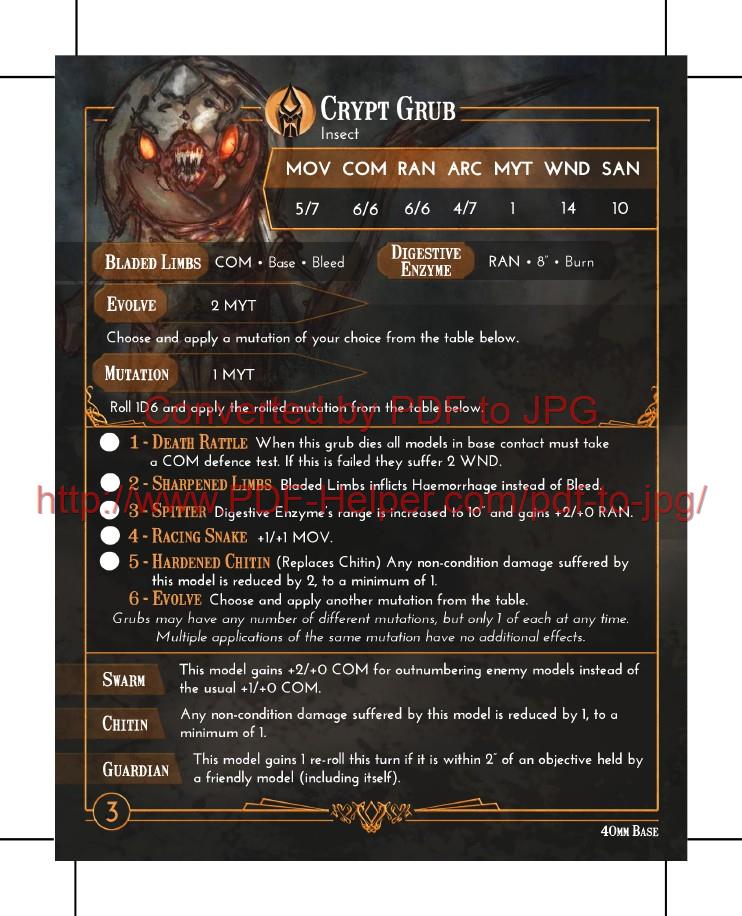 Crypt Grub
Insect
MOV COM RAN ARC MYT WND SAN
5/7 6/6 6/6 4/7 1 14 10
Bladed Limbs COM • Base • Bleed
Digestive
Enzyme RAN • 8" • Burn
Evolve 2 MYT
Choose and apply a mutation of your choice from the table below.
Mutation 1 MYT
Roll 1D6 and apply the rolled mutation from the table below.
Converted by PDF to JPG
1 - Death Rattle When this grub dies all models in base contact must take
a COM defence test. If this is failed they suffer 2 WND.
2 - Sharpened Limbs Bladed Limbs inflicts Haemorrhage instead of Bleed.
http://www.PDF-Helper.com/pdf-to-jpg/
3 - Spitter Digestive Enzyme's range is increased to 10" and gains +2/+0 RAN.
4 - Racing Snake +1/+1 MOV.
5 - Hardened Chitin (Replaces Chitin) Any non-condition damage suffered by
this model is reduced by 2, to a minimum of 1.
6 - Evolve Choose and apply another mutation from the table.
Grubs may have any number of different mutations, but only 1 of each at any time.
Multiple applications of the same mutation have no additional effects.
Swarm This model gains +2/+0 COM for outnumbering enemy models instead of
the usual +1/+0 COM.
Chitin Any non-condition damage suffered by this model is reduced by 1, to a
minimum of 1.
Guardian This model gains 1 re-roll this turn if it is within 2" of an objective held by
a friendly model (including itself).
3
40mm Base